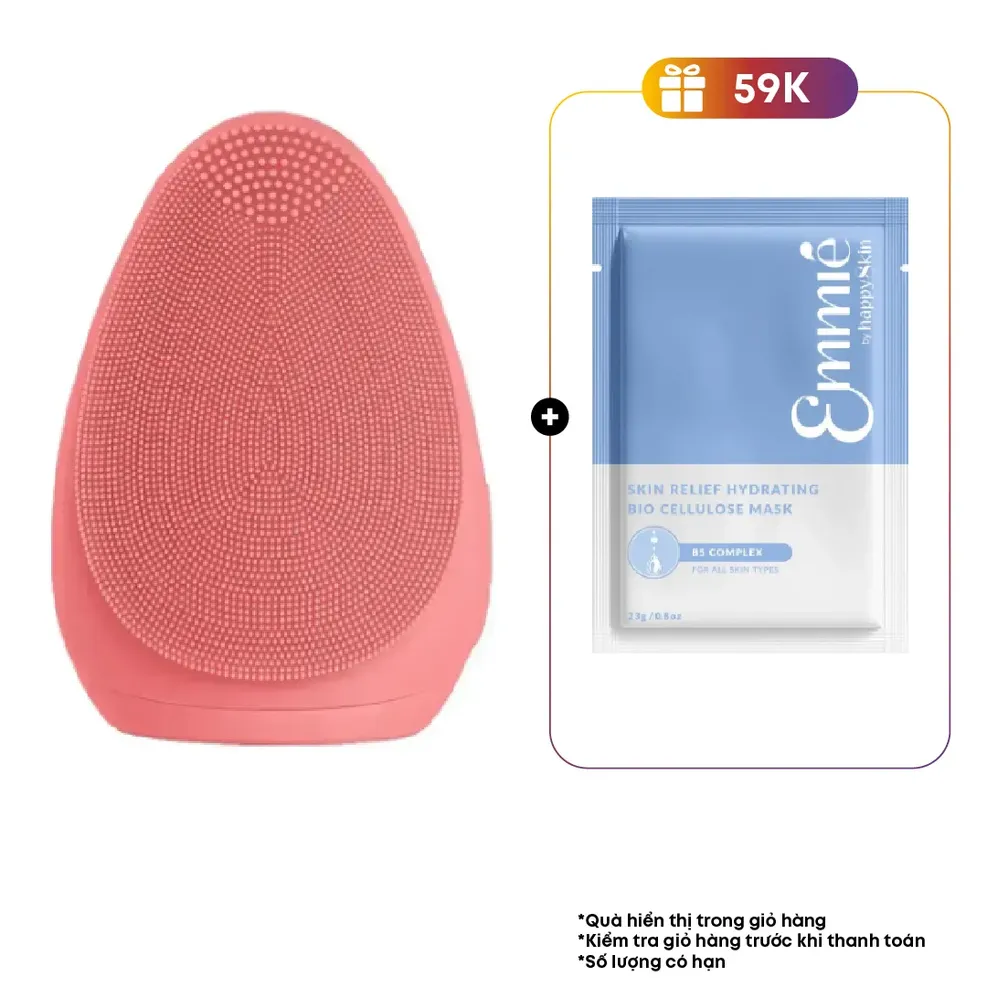 59K
Emmié
by happySkin
SKIN RELIEF HYDRATING
BIO CELLULOSE MASK
B5 COMPLEX
FOR ALL SKIN TYPES
23g / 0.8oz
*Quà hiển thị trong giỏ hàng
*Kiểm tra giỏ hàng trước khi thanh toán
*Số lượng có hạn